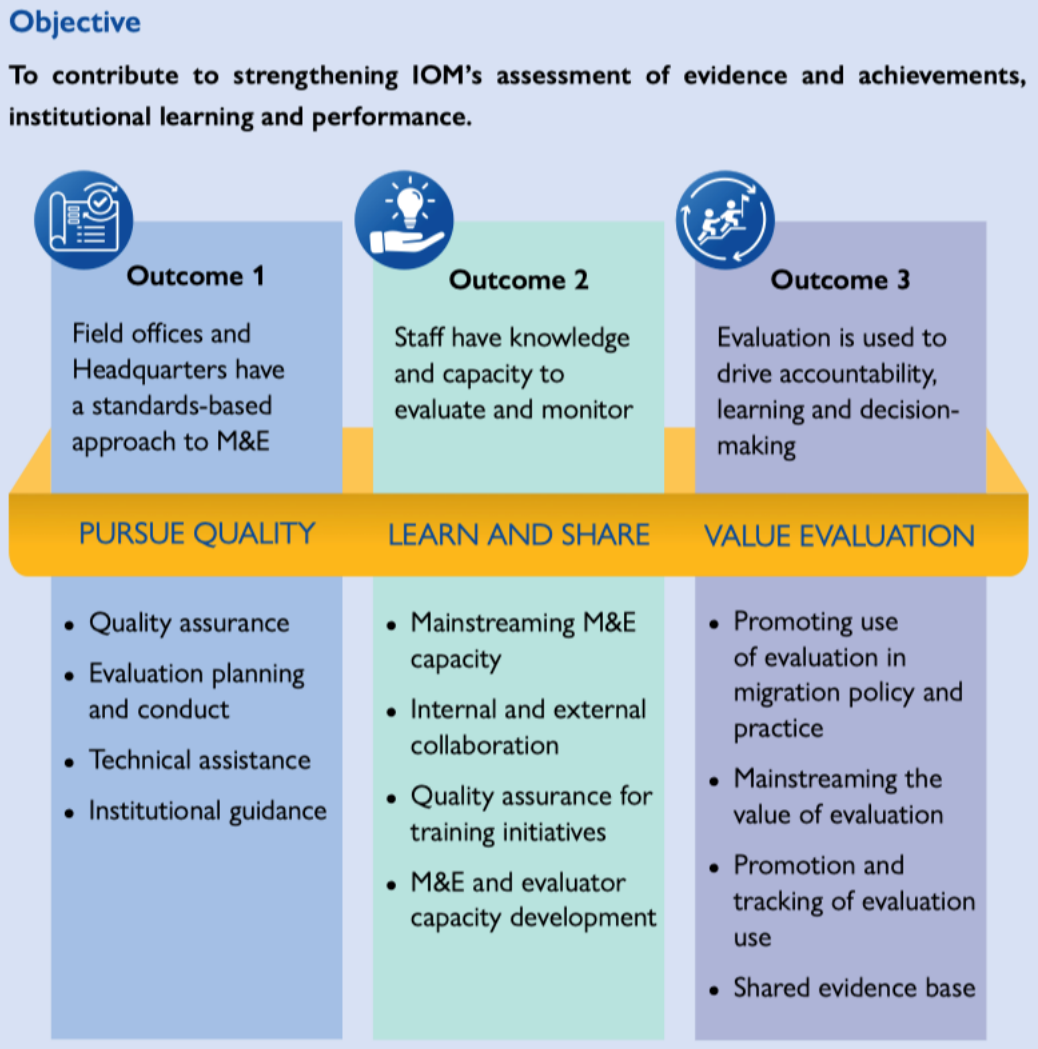 Objective
To contribute to strengthening IOM's assessment of evidence and achievements,
institutional learning and performance.
Outcome 1
Field offices and
Headquarters have
a standards-based
approach to M&E
PURSUE QUALITY
• Quality assurance
• Evaluation planning
and conduct
• Technical assistance
• Institutional guidance
Outcome 2
Staff have knowledge
and capacity to
evaluate and monitor
LEARN AND SHARE
• Mainstreaming M&E
capacity
• Internal and external
collaboration
• Quality assurance for
training initiatives
• M&E and evaluator
capacity development
Outcome 3
Evaluation is used to
drive accountability,
learning and decision-
making
VALUE EVALUATION
• Promoting use
of evaluation in
migration policy and
practice
• Mainstreaming the
value of evaluation
• Promotion and
tracking of evaluation
use
• Shared evidence base